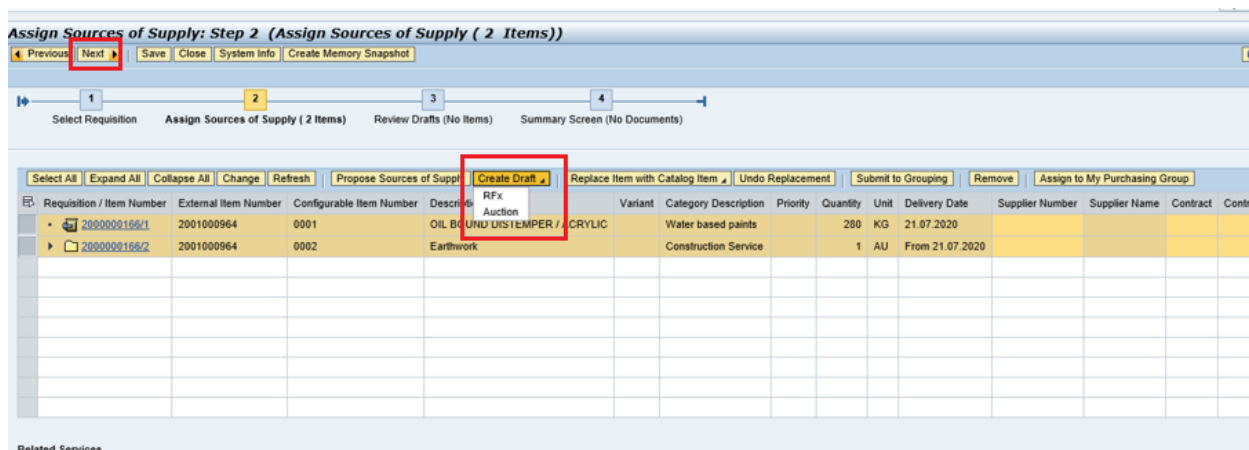 Assign Sources of Supply: Step 2 (Assign Sources of Supply ( 2 Items))
Previous Next Save Close System Info Create Memory Snapshot
1 2 3 4
Select Requisition Assign Sources of Supply ( 2 Items) Review Drafts (No Items) Summary Screen (No Documents)
Select All Expand All Collapse All Change Refresh Propose Sources of Supply Create Draft Replace Item with Catalog Item Undo Replacement Submit to Grouping Remove Assign to My Purchasing Group
RFx
Auction
Requisition / Item Number External Item Number Configurable Item Number Variant Category Description Priority Quantity Unit Delivery Date Supplier Number Supplier Name Contract
2000000166/1 2001000964 0001 OIL BOUND DISTEMPER / ACRYLIC Water based paints 280 KG 21.07.2020
2000000166/2 2001000964 0002 Earthwork Construction Service 1 AU From 21.07.2020
Related Services